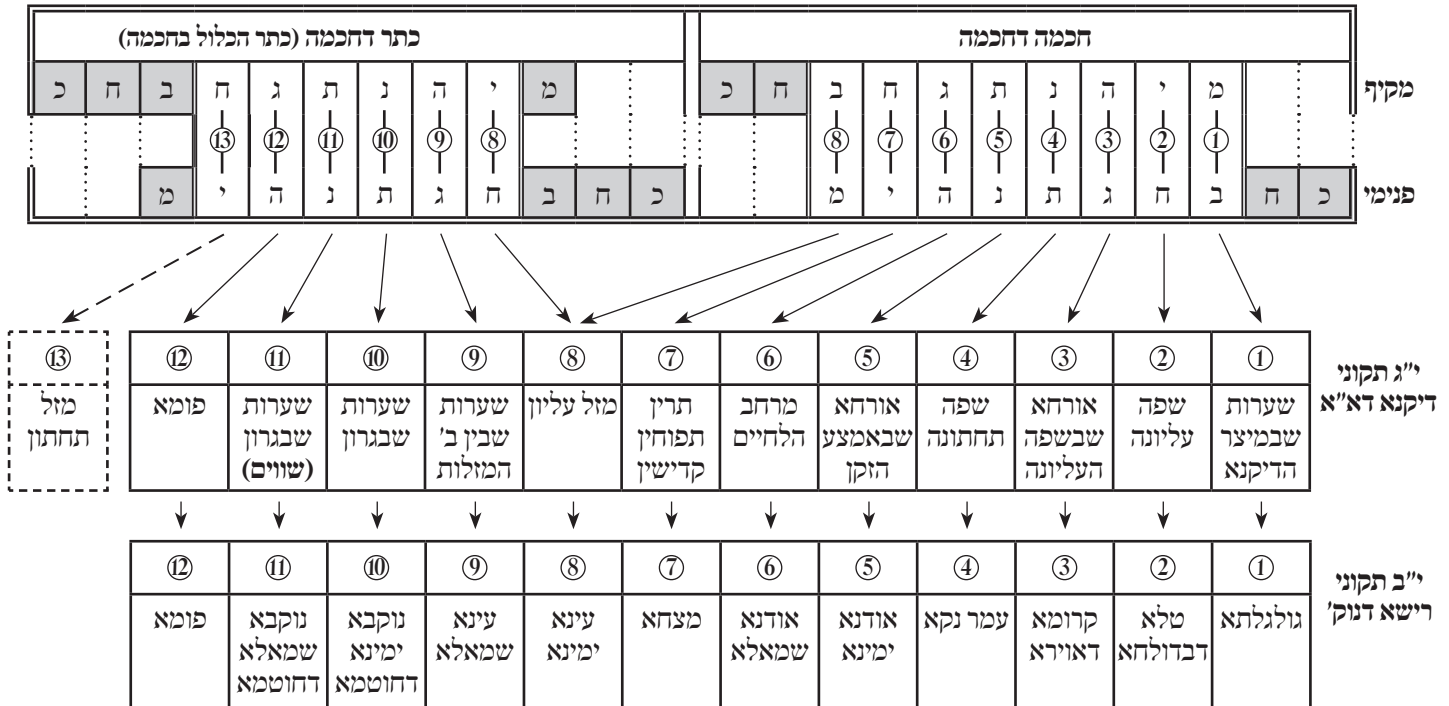 חכמה דחכמה כתר דחכמה (כתר הכלול בחכמה)
מקיף מ י ה נ ת ג ח ב ח כ מ י ה נ ת ג ח ב ח כ
① ② ③ ④ ⑤ ⑥ ⑦ ⑧ ⑧ ⑨ ⑩ ⑪ ⑫ ⑬
פנימי כ ח ב ח ג ת נ ה י מ כ ח ב ח ג ת נ ה י מ
י"ג תקוני
דיקנא דא"א
① ② ③ ④ ⑤ ⑥ ⑦ ⑧ ⑨ ⑩ ⑪ ⑫ ⑬
שערות
שבמיצר
הדיקנא
שפה
עליונה
אורחא
שבשפה
העליונה
שפה
תחתונה
אורחא
שבאמצע
הזקן
מרחב
הלחיים
תרין
תפוחין
קדישין
מזל עליון
שערות
שבין ב'
המזלות
שערות
שבגרון
שערות
שבגרון
(שווים)
פומא
מזל
תחתון
י"ב תקוני
רישא דנוק'
① ② ③ ④ ⑤ ⑥ ⑦ ⑧ ⑨ ⑩ ⑪ ⑫
גולגלתא
טלא
דבדולחא
קרומא
דאוירא
עמר נקא
אודנא
ימינא
אודנא
שמאלא
מצחא
עינא
ימינא
עינא
שמאלא
נוקבא
ימינא
דחוטמא
נוקבא
שמאלא
דחוטמא
פומא